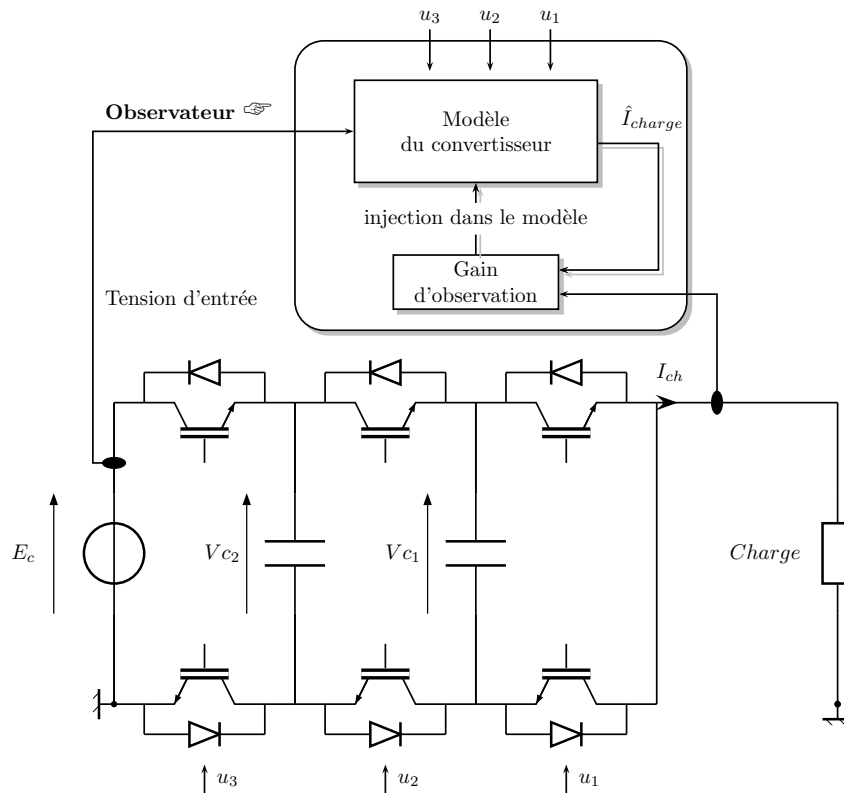 u₃ u₂ u₁
Observateur ☞
Modèle
du convertisseur
Î_charge
injection dans le modèle
Gain
d'observation
Tension d'entrée
I_ch
E_c
Vc₂
Vc₁
Charge
u₃ u₂ u₁